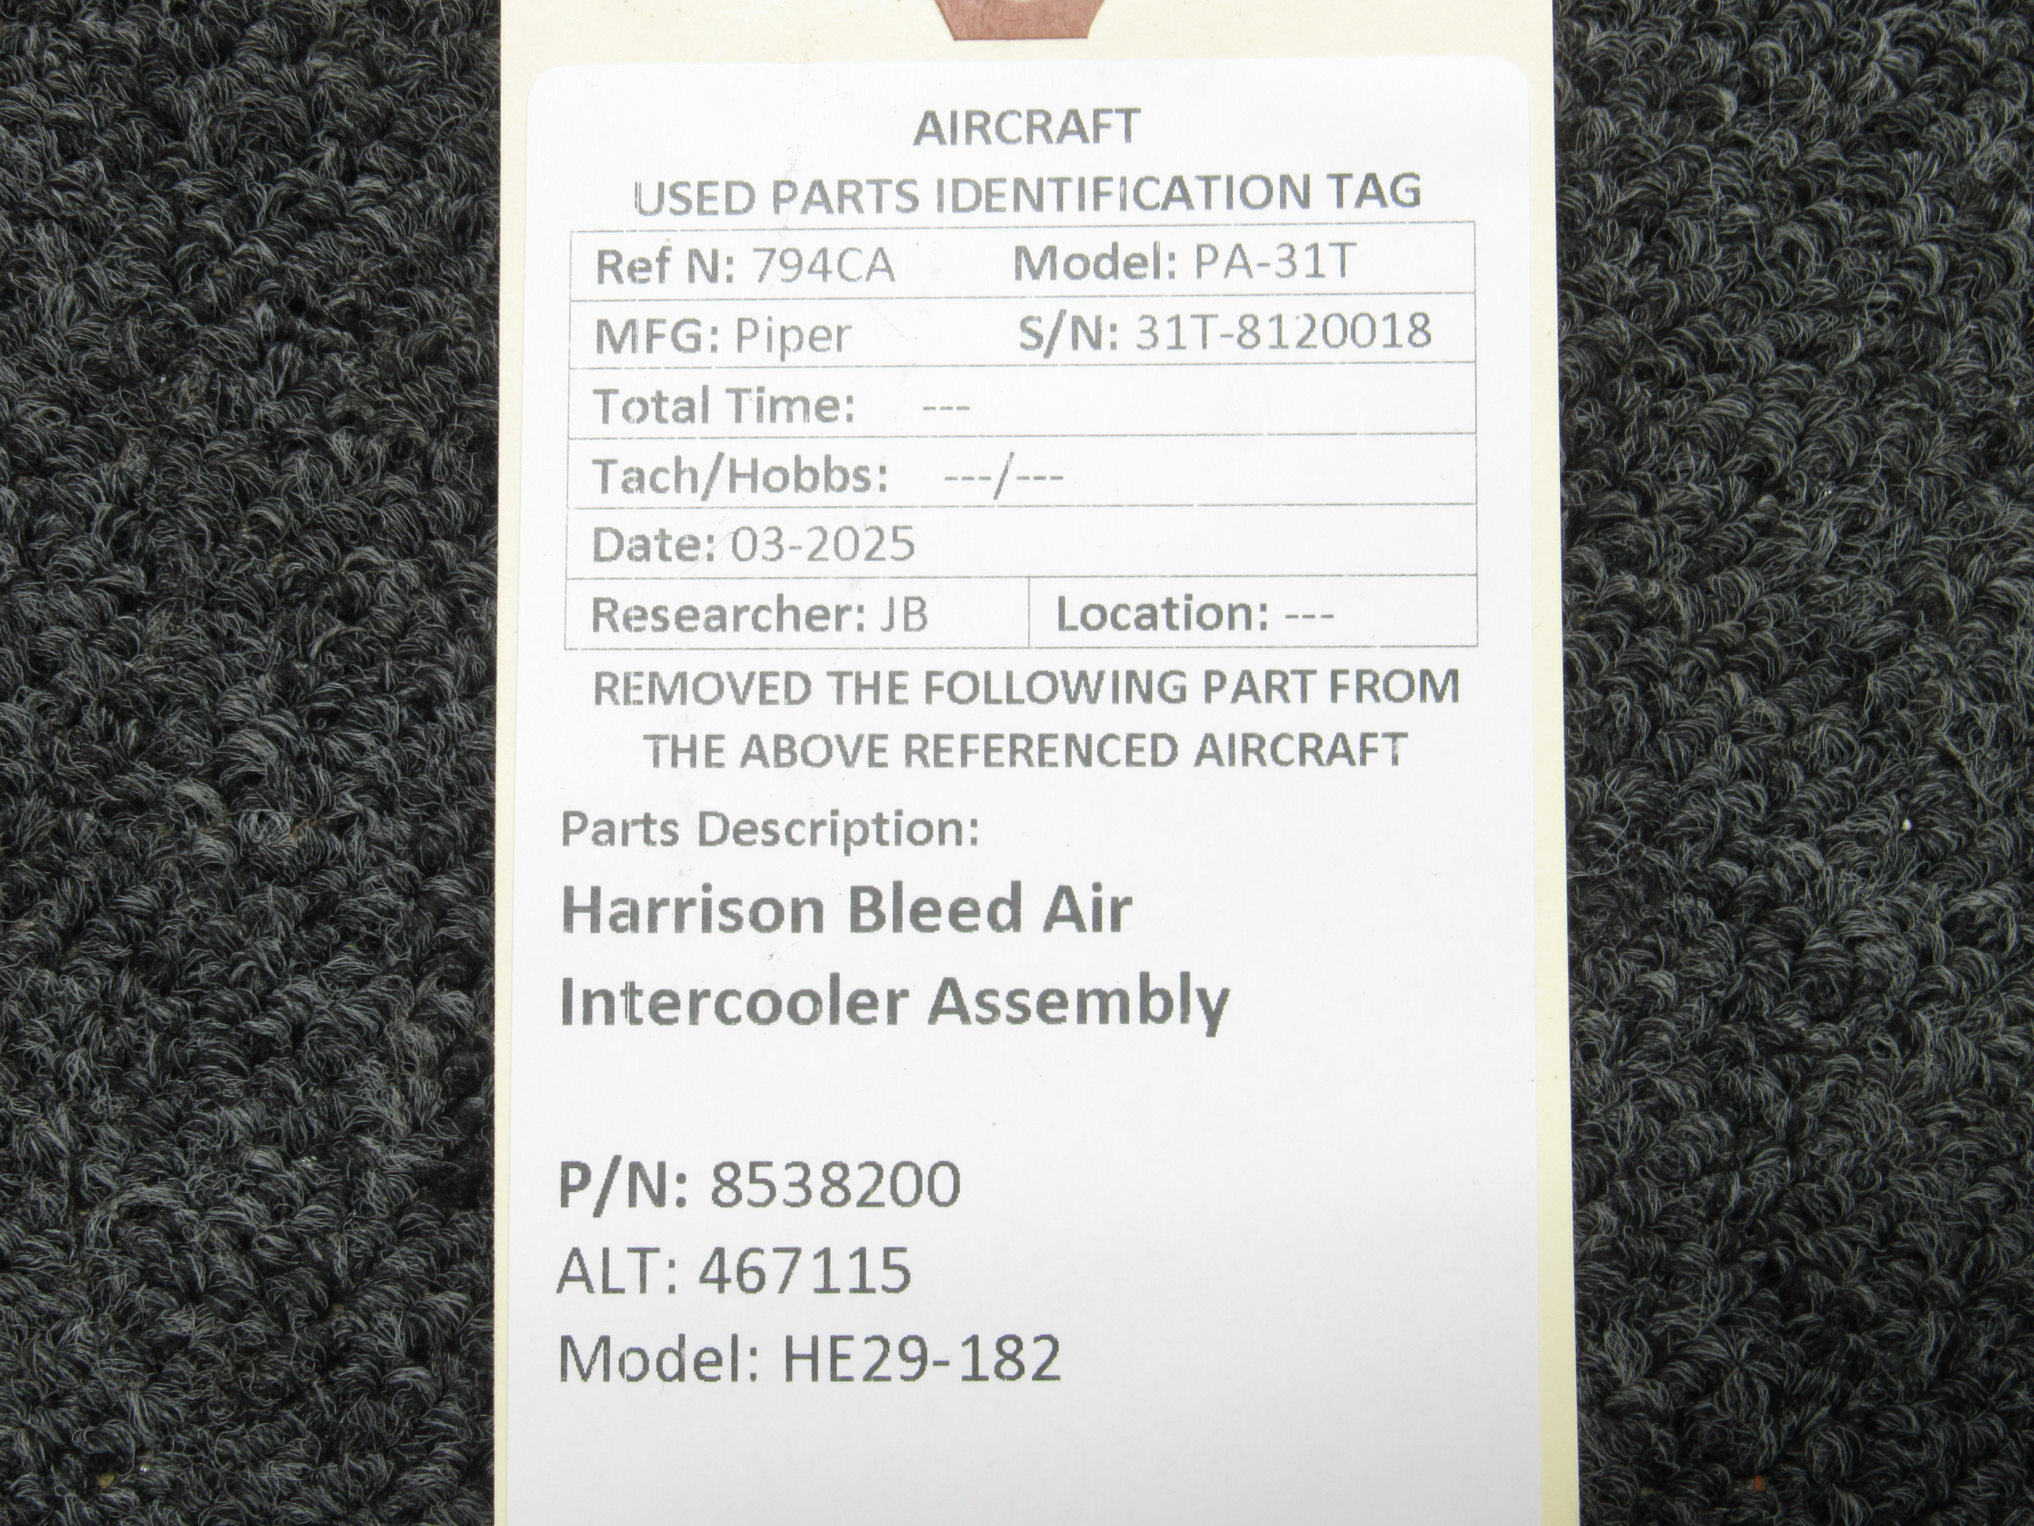 AIRCRAFT
USED PARTS IDENTIFICATION TAG
Ref N: 794CA Model: PA-31T
MFG: Piper S/N: 31T-8120018
Total Time: ---
Tach/Hobbs: ---/---
Date: 03-2025
Researcher: JB Location: ---
REMOVED THE FOLLOWING PART FROM
THE ABOVE REFERENCED AIRCRAFT
Parts Description:
Harrison Bleed Air
Intercooler Assembly
P/N: 8538200
ALT: 467115
Model: HE29-182